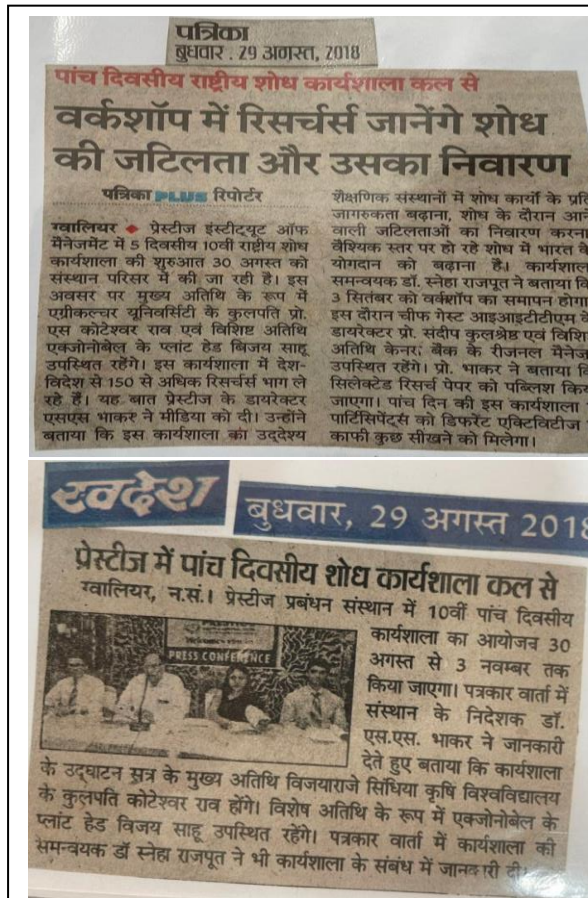 पत्रिका
बुधवार . 29 अगस्त, 2018
पांच दिवसीय राष्ट्रीय शोध कार्यशाला कल से
वर्कशॉप में रिसर्चर्स जानेंगे शोध
की जटिलता और उसका निवारण
पत्रिका PLUS रिपोर्टर
ग्वालियर ◆ प्रेस्टीज इंस्टीट्यूट ऑफ
मैनेजमेंट में 5 दिवसीय 10वीं राष्ट्रीय शोध
कार्यशाला की शुरुआत 30 अगस्त को
संस्थान परिसर में की जा रही है। इस
अवसर पर मुख्य अतिथि के रूप में
एग्रीकल्चर यूनिवर्सिटी के कुलपति प्रो.
एस कोटेश्वर राव एवं विशिष्ट अतिथि
एक्जोनोबेल के प्लांट हेड बिजय साहू
उपस्थित रहेंगे। इस कार्यशाला में देश-
विदेश से 150 से अधिक रिसर्चर्स भाग ले
रहे हैं। यह बात प्रेस्टीज के डायरेक्टर
एसएस भाकर ने मीडिया को दी। उन्होंने
बताया कि इस कार्यशाला का उद्देश्य
शैक्षणिक संस्थानों में शोध कार्यो के प्रति
जागरुकता बढ़ाना, शोध के दौरान आने
वाली जटिलताओं का निवारण करना
वैश्विक स्तर पर हो रहे शोध में भारत के
योगदान को बढ़ाना है। कार्यशाला
समन्वयक डॉ. स्नेहा राजपूत ने बताया कि
3 सितंबर को वर्कशॉप का समापन होगा
इस दौरान चीफ गेस्ट आइआइटीटीएम के
डायरेक्टर प्रो. संदीप कुलश्रेष्ठ एवं
अतिथि केनरा बैंक के रीजनल
उपस्थित रहेंगे। प्रो. भाकर ने बताया कि
सिलेक्टेड रिसर्च पेपर को पब्लिश
जाएगा। पांच दिन की इस कार्यशाला
पार्टिसिपेंट्स को डिफरेंट एक्टिविटीज
काफी कुछ सीखने को मिलेगा।
स्वदेश
बुधवार, 29 अगस्त 2018
प्रेस्टीज में पांच दिवसीय शोध कार्यशाला कल से
ग्वालियर, न.सं.। प्रेस्टीज प्रबंधन संस्थान में 10वीं पांच दिवसीय
कार्यशाला का आयोजन 30
अगस्त से 3 नवम्बर तक
किया जाएगा। पत्रकार वार्ता में
संस्थान के निदेशक डॉ.
एस.एस. भाकर ने जानकारी
देते हुए बताया कि कार्यशाला
PRESS CONFERENCE
के उद्घाटन सत्र के मुख्य अतिथि विजयाराजे सिंधिया कृषि विश्वविद्यालय
के कुलपति कोटेश्वर राव होंगे। विशेष अतिथि के रूप में एक्जोनोबेल के
प्लांट हेड विजय साहू उपस्थित रहेंगे। पत्रकार वार्ता में कार्यशाला की
समन्वयक डॉ स्नेहा राजपूत ने भी कार्यशाला के संबंध में जानकारी दी।